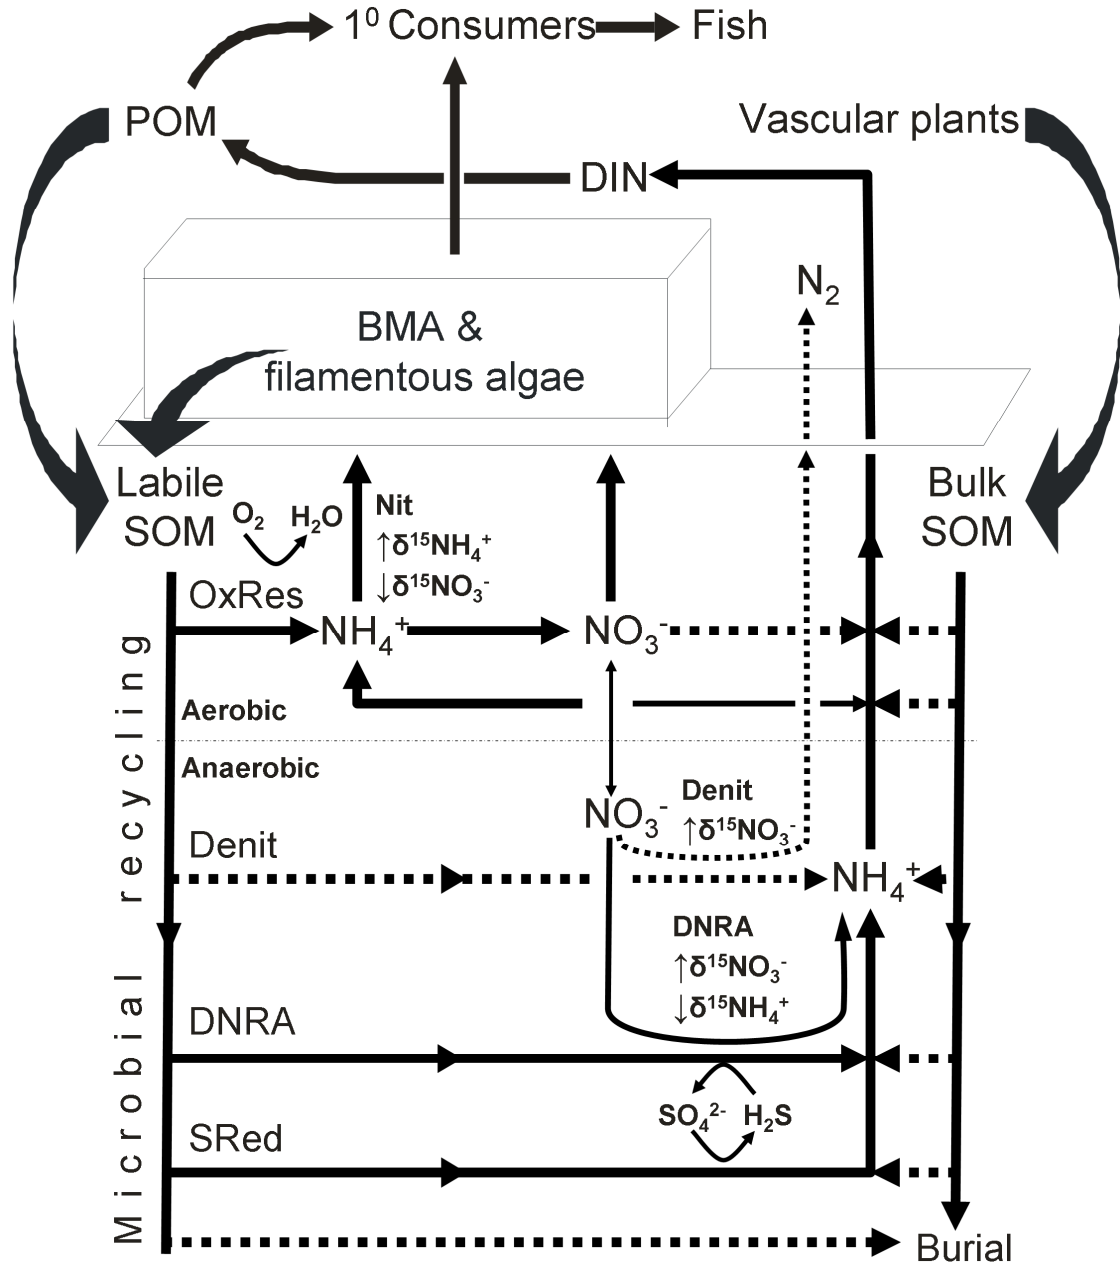 1⁰ Consumers
Fish
POM
Vascular plants
DIN
N₂
BMA &
filamentous algae
Labile
SOM
Bulk
SOM
O₂
H₂O
Nit
↑δ¹⁵NH₄⁺
↓δ¹⁵NO₃⁻
OxRes
NH₄⁺
NO₃⁻
Aerobic
Anaerobic
NO₃⁻
Denit
↑δ¹⁵NO₃⁻
Denit
NH₄⁺
DNRA
↑δ¹⁵NO₃⁻
↓δ¹⁵NH₄⁺
DNRA
SO₄²⁻
H₂S
SRed
Burial
Microbial recycling